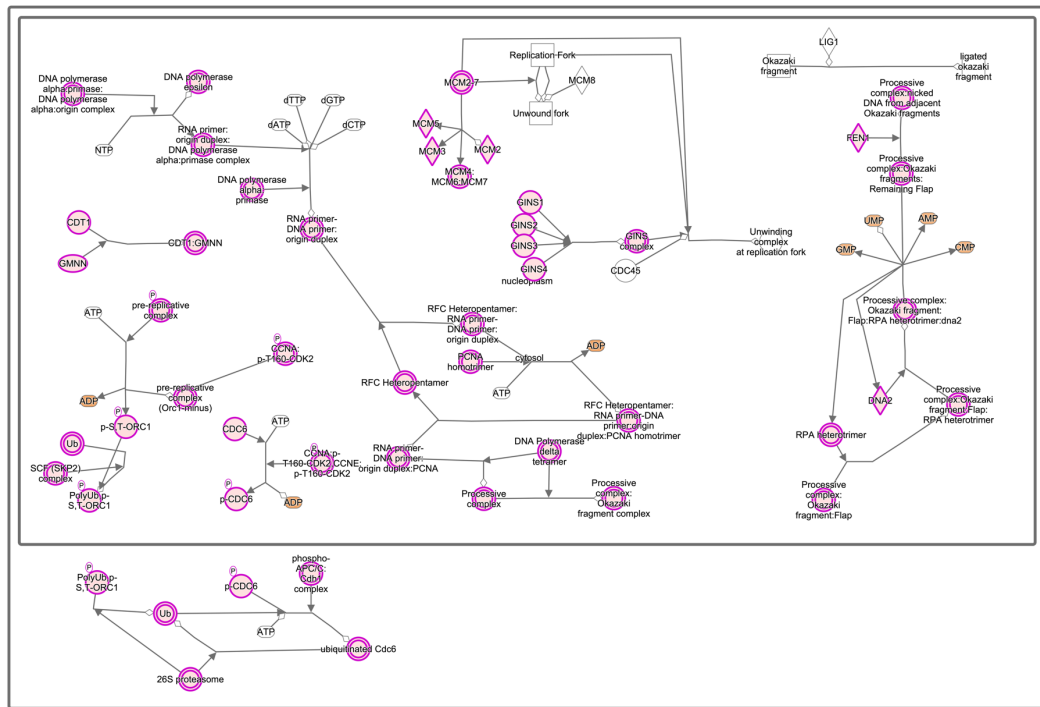 DNA polymerase
alpha:primase:
DNA polymerase
alpha:origin complex
DNA polymerase
epsilon
NTP
RNA primer:
origin duplex:
DNA polymerase
alpha:primase complex
dTTP
dGTP
dATP
dCTP
DNA polymerase
alpha
primase
RNA primer-
DNA primer:
origin duplex
MCM2-7
Replication Fork
MCM8
Unwound fork
MCM5
MCM3
MCM2
MCM4:
MCM6:MCM7
LIG1
Okazaki
fragment
ligated
okazaki
fragment
Processive
complex:nicked
DNA from adjacent
Okazaki fragments
FEN1
Processive
complex:Okazaki
fragments:
Remaining Flap
CDT1
GMNN
CDT1:GMNN
GINS1
GINS2
GINS3
GINS4
nucleoplasm
GINS
complex
CDC45
Unwinding
complex
at replication fork
UMP
AMP
GMP
CMP
P
pre-replicative
complex
ATP
P
CCNA:
p-T160-CDK2
ADP
pre-replicative
complex
(Orc1-minus)
P
p-S,T-ORC1
Ub
SCF (SKP2)
complex
P
PolyUb p-
S,T-ORC1
RFC Heteropentamer:
RNA primer-
DNA primer:
origin duplex
PCNA
homotrimer
cytosol
ADP
ATP
RFC Heteropentamer
RFC Heteropentamer:
RNA primer-DNA
primer:origin
duplex:PCNA homotrimer
Processive:complex:
Okazaki fragment:
Flap:RPA heterotrimer:dna2
DNA2
Processive
complex:Okazaki
fragment:Flap:
RPA heterotrimer
RPA heterotrimer
Processive
complex:
Okazaki
fragment:Flap
CDC6
ATP
P
CCNA:p-
T160-CDK2,CCNE:
p-T160-CDK2
P
p-CDC6
ADP
RNA primer-
DNA primer:
origin duplex:PCNA
DNA Polymerase
delta
tetramer
Processive
complex
Processive
complex:
Okazaki
fragment complex
P
PolyUb p-
S,T-ORC1
Ub
P
p-CDC6
ATP
phospho-
APC/C:
Cdh1
complex
ubiquitinated Cdc6
26S proteasome